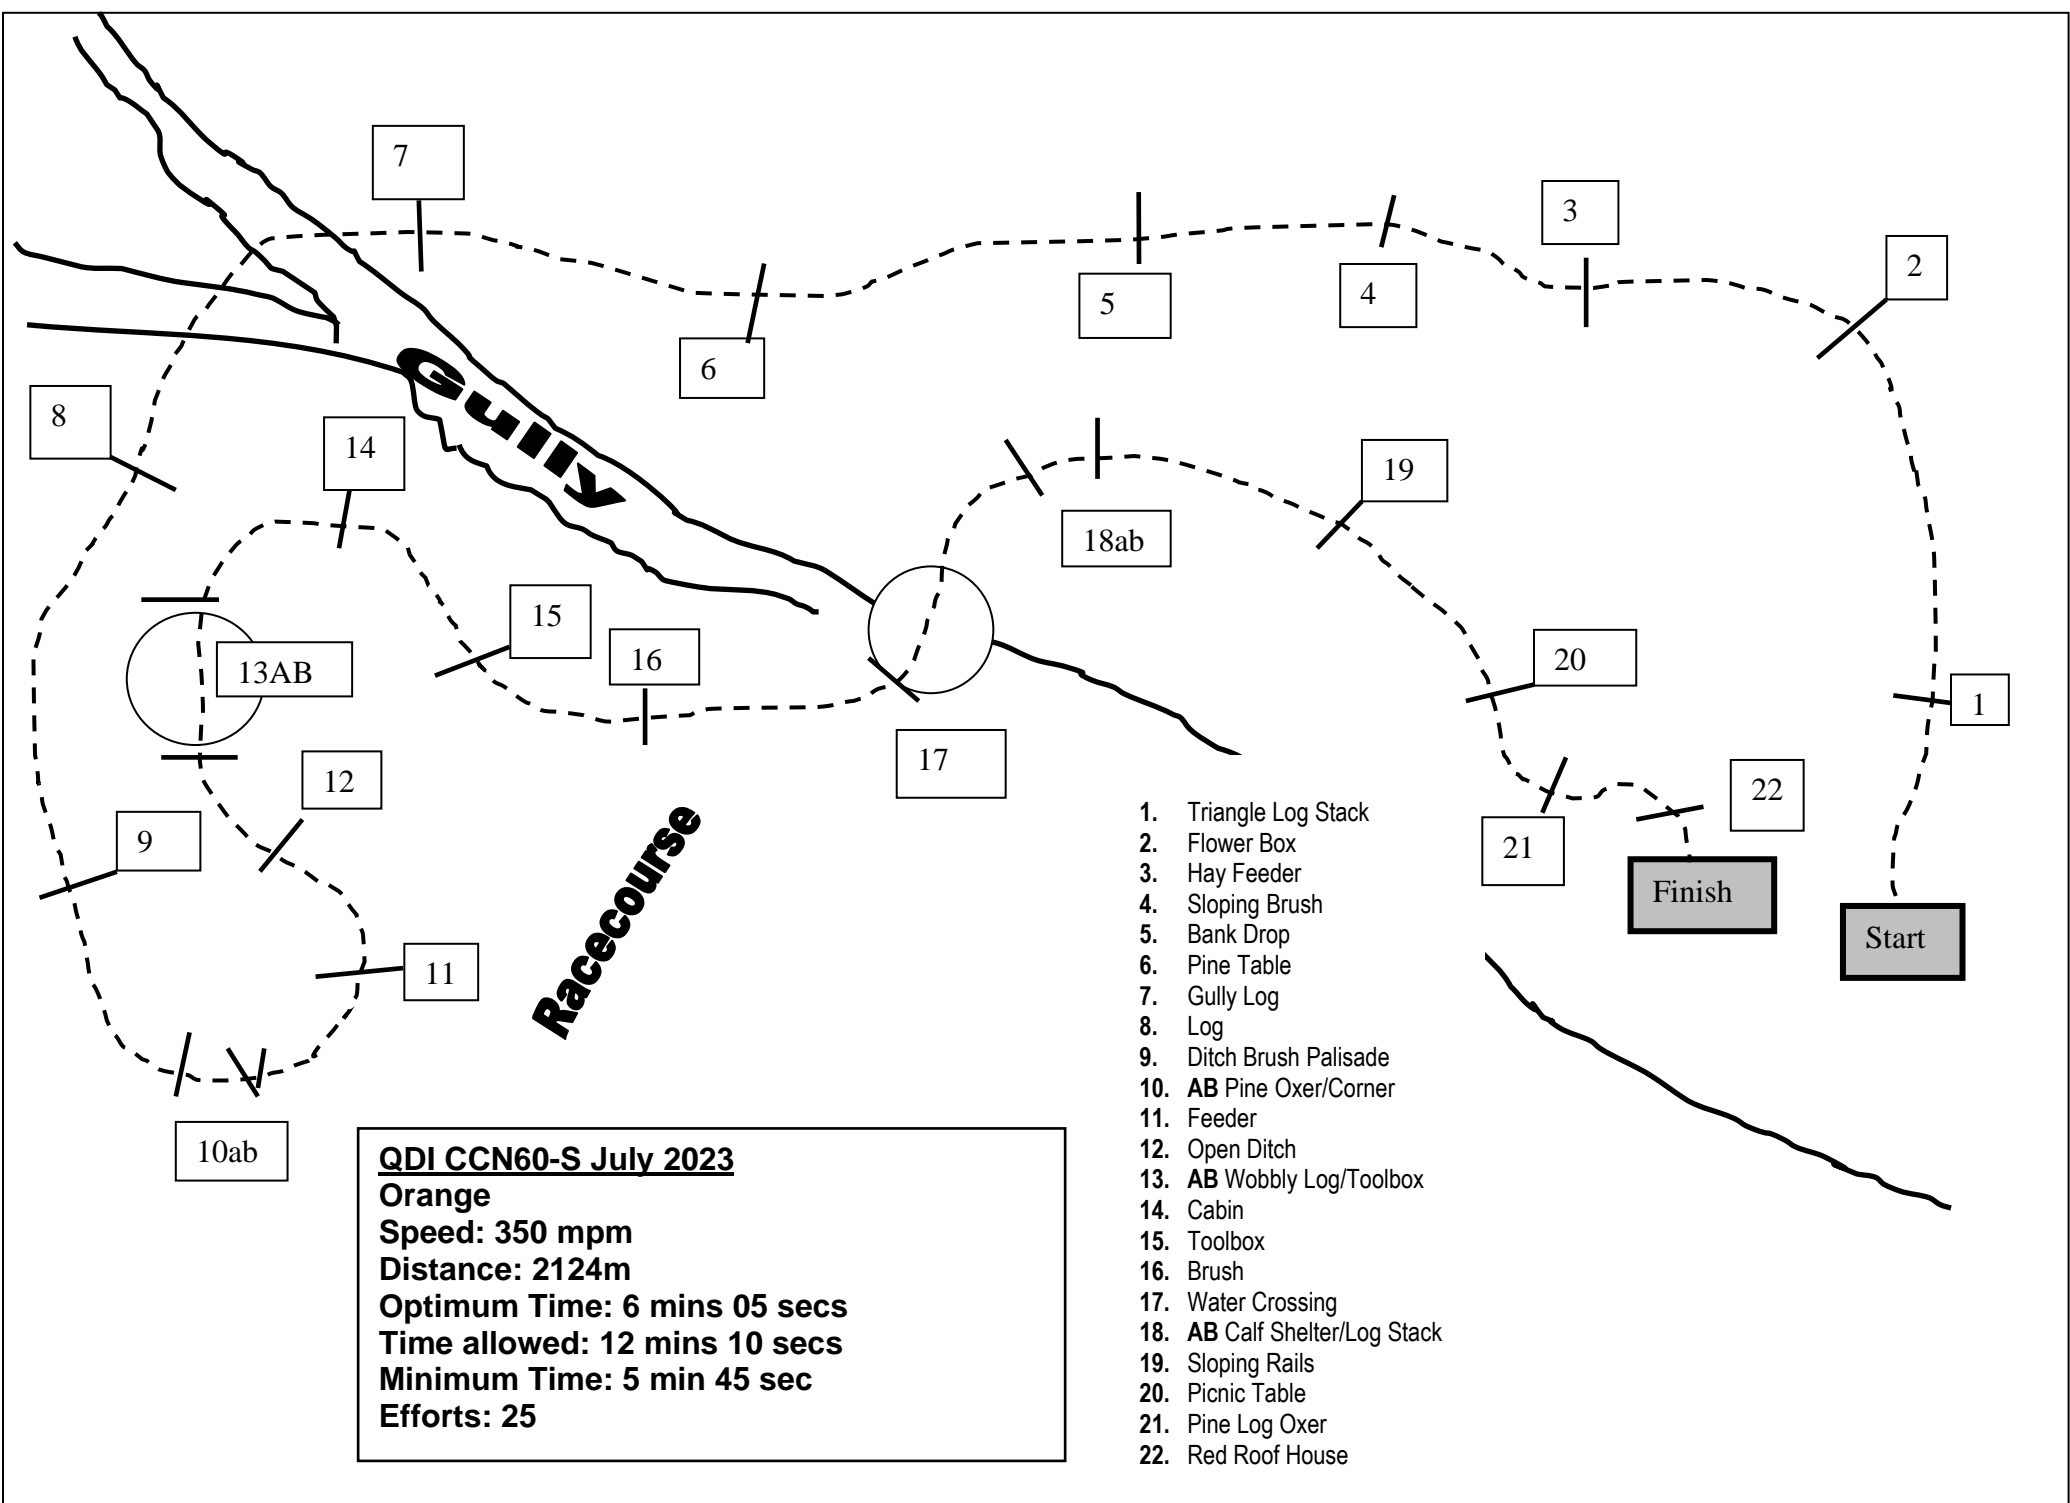 7
3
2
5
4
6
Gully
8
14
19
18ab
15
16
20
13AB
1
17
12
22
9
21
Racecourse
Finish
Start
11
10ab
1. Triangle Log Stack
2. Flower Box
3. Hay Feeder
4. Sloping Brush
5. Bank Drop
6. Pine Table
7. Gully Log
8. Log
9. Ditch Brush Palisade
10. AB Pine Oxer/Corner
11. Feeder
12. Open Ditch
13. AB Wobbly Log/Toolbox
14. Cabin
15. Toolbox
16. Brush
17. Water Crossing
18. AB Calf Shelter/Log Stack
19. Sloping Rails
20. Picnic Table
21. Pine Log Oxer
22. Red Roof House
QDI CCN60-S July 2023
Orange
Speed: 350 mpm
Distance: 2124m
Optimum Time: 6 mins 05 secs
Time allowed: 12 mins 10 secs
Minimum Time: 5 min 45 sec
Efforts: 25